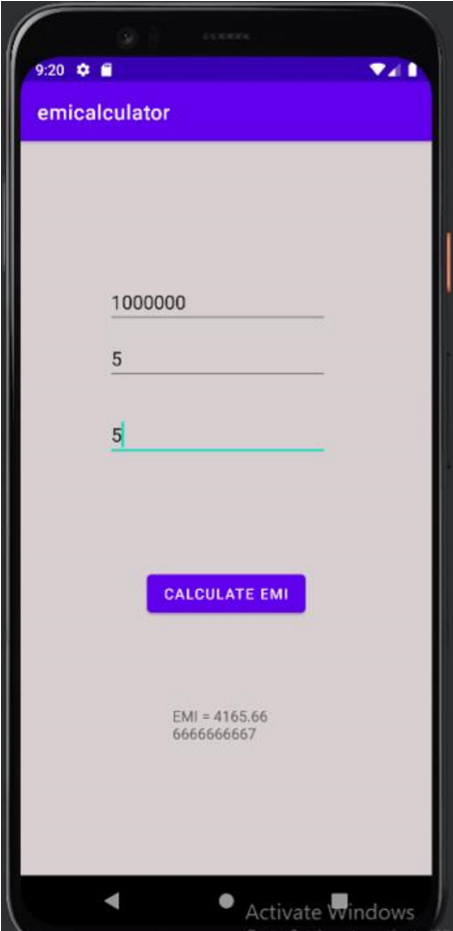 9:20
emicalculator
1000000
5
5
CALCULATE EMI
EMI = 4165.66
6666666667
Activate Windows